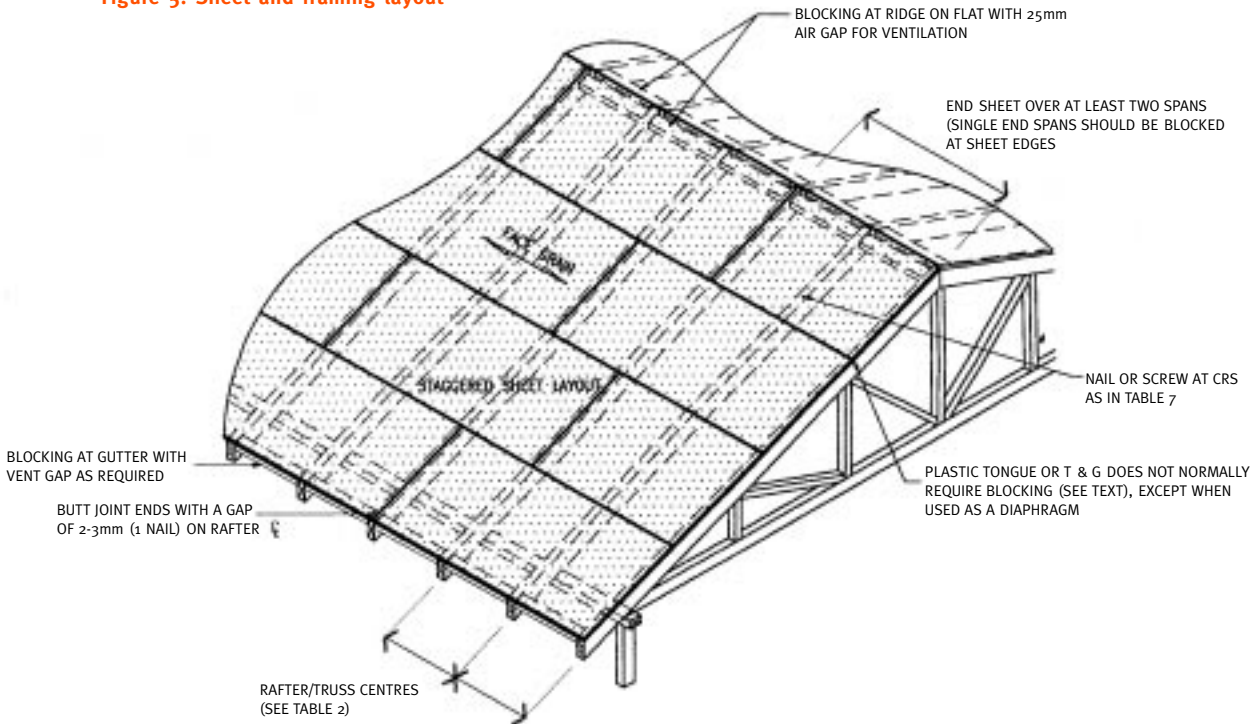 Figure 5: Sheet and framing layout
BLOCKING AT RIDGE ON FLAT WITH 25mm
AIR GAP FOR VENTILATION
END SHEET OVER AT LEAST TWO SPANS
(SINGLE END SPANS SHOULD BE BLOCKED
AT SHEET EDGES
FACE GRAIN
STAGGERED SHEET LAYOUT
NAIL OR SCREW AT CRS
AS IN TABLE 7
BLOCKING AT GUTTER WITH
VENT GAP AS REQUIRED
PLASTIC TONGUE OR T & G DOES NOT NORMALLY
REQUIRE BLOCKING (SEE TEXT), EXCEPT WHEN
USED AS A DIAPHRAGM
BUTT JOINT ENDS WITH A GAP
OF 2-3mm (1 NAIL) ON RAFTER ℄
RAFTER/TRUSS CENTRES
(SEE TABLE 2)